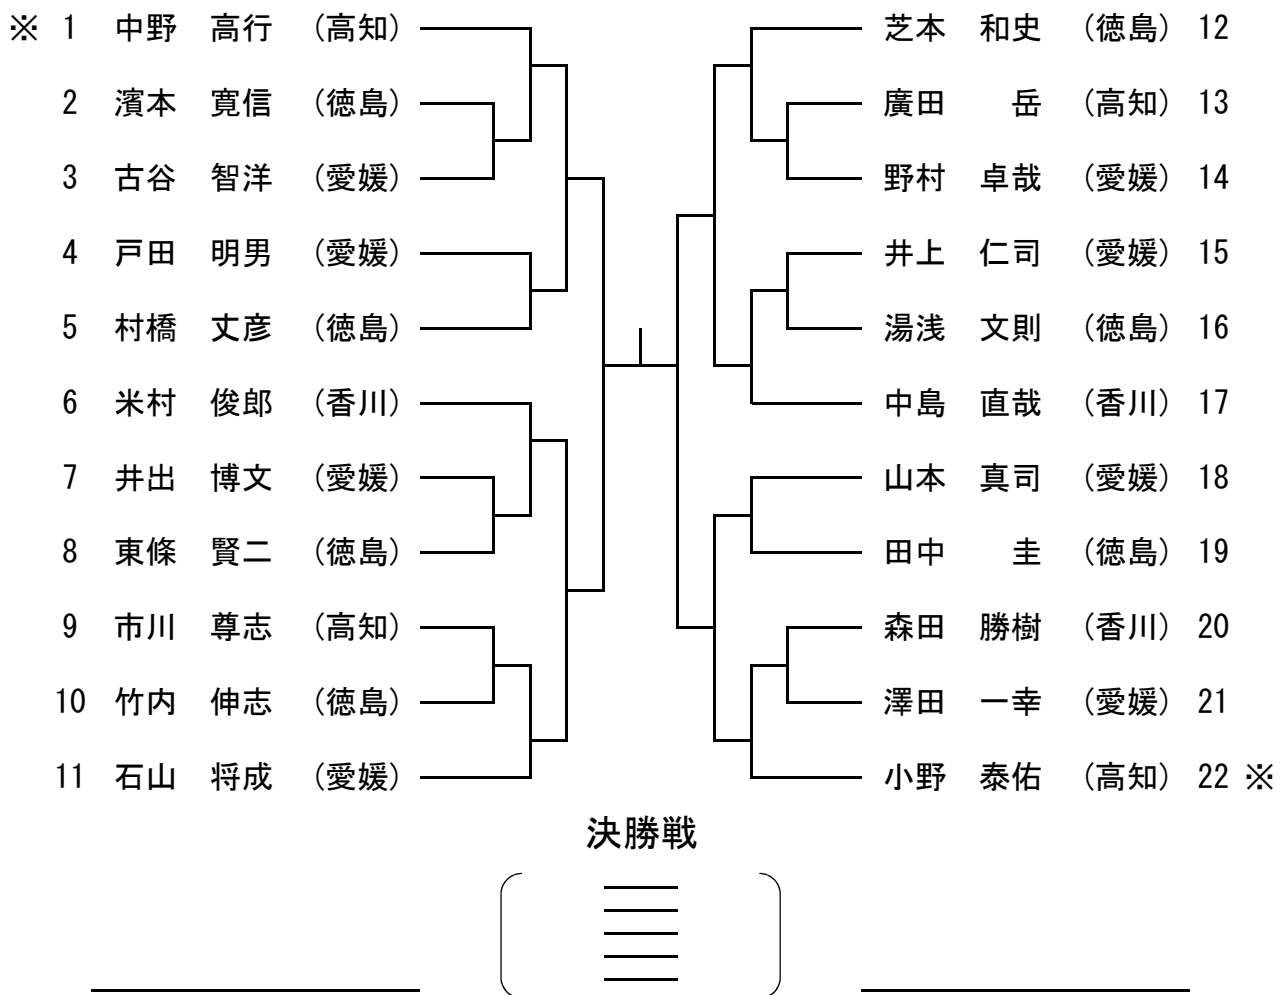 ※ 1 中野 高行 (高知) 芝本 和史 (徳島) 12
2 濱本 寛信 (徳島) 廣田 岳 (高知) 13
3 古谷 智洋 (愛媛) 野村 卓哉 (愛媛) 14
4 戸田 明男 (愛媛) 井上 仁司 (愛媛) 15
5 村橋 丈彦 (徳島) 湯浅 文則 (徳島) 16
6 米村 俊郎 (香川) 中島 直哉 (香川) 17
7 井出 博文 (愛媛) 山本 真司 (愛媛) 18
8 東條 賢二 (徳島) 田中 圭 (徳島) 19
9 市川 尊志 (高知) 森田 勝樹 (香川) 20
10 竹内 伸志 (徳島) 澤田 一幸 (愛媛) 21
11 石山 将成 (愛媛) 小野 泰佑 (高知) 22 ※
決勝戦